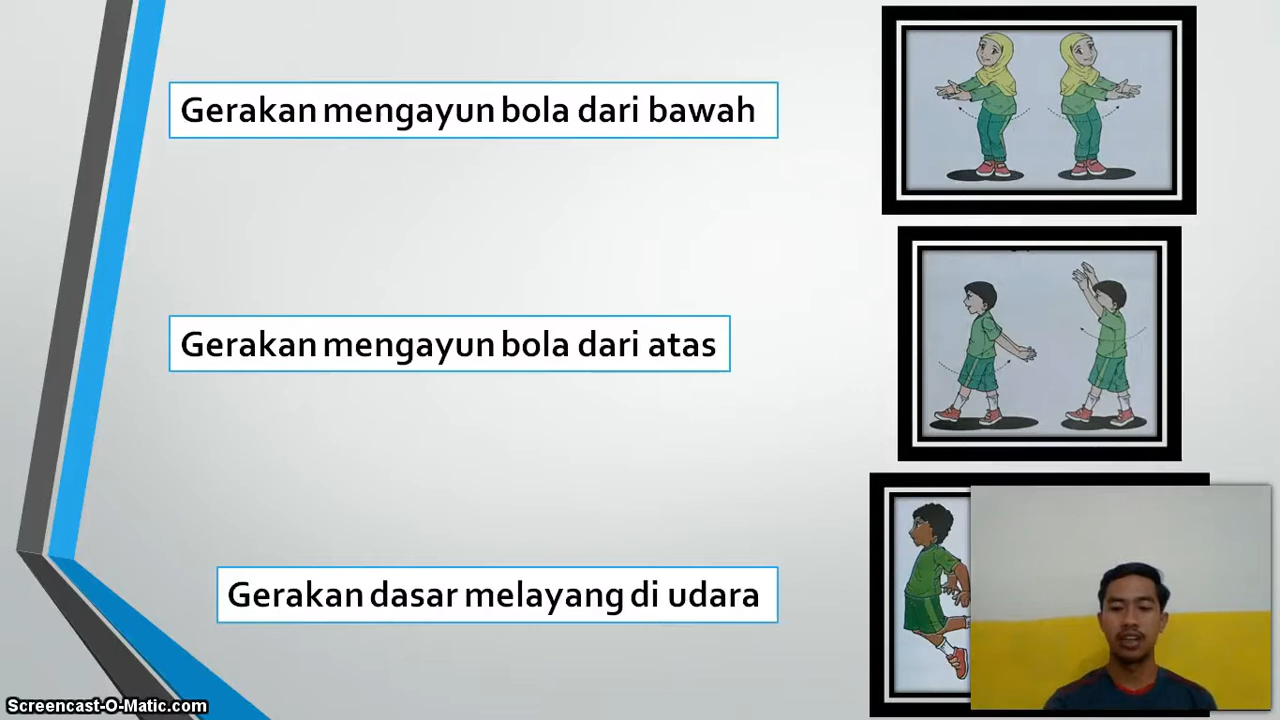 Gerakan mengayun bola dari bawah
Gerakan mengayun bola dari atas
Gerakan dasar melayang di udara
Screencast-O-Matic.com